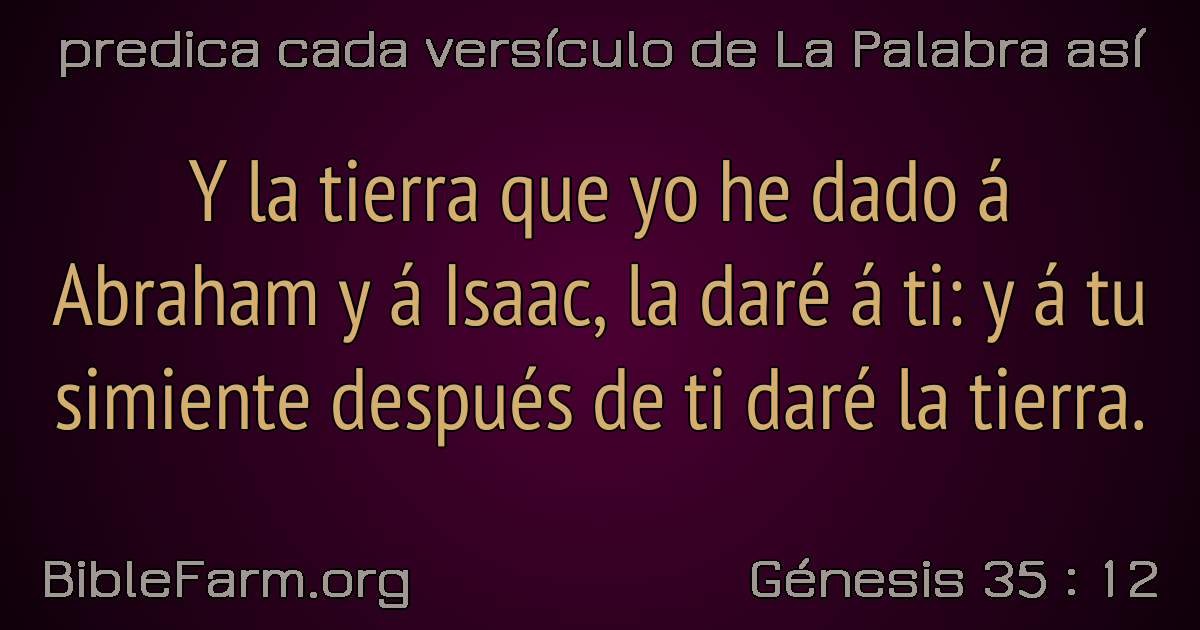 predica cada versículo de La Palabra así
Y la tierra que yo he dado á
Abraham y á Isaac, la daré á ti: y á tu
simiente después de ti daré la tierra.
BibleFarm.org
Génesis 35 : 12